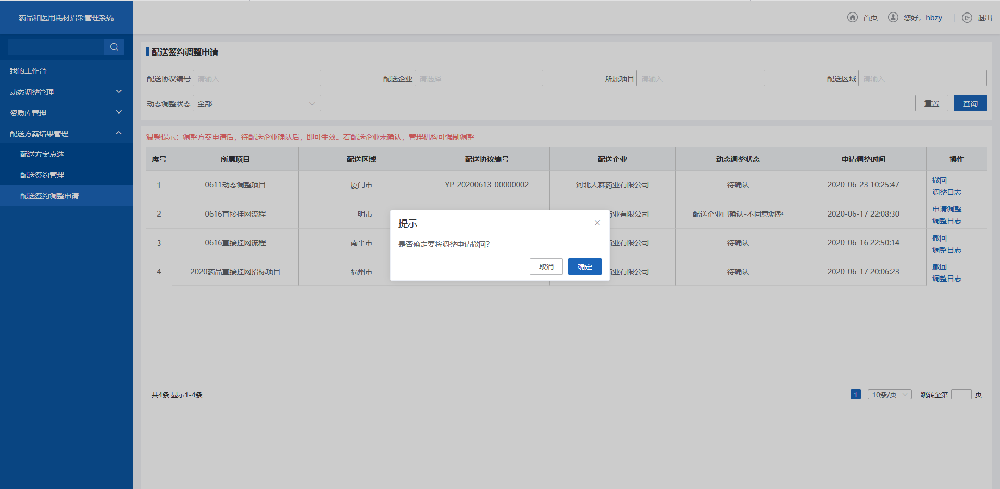 药品和医用耗材招采管理系统
首页 您好，hbzy 退出
我的工作台
动态调整管理
资质库管理
配送方案结果管理
配送方案点选
配送签约管理
配送签约调整申请
配送签约调整申请
配送协议编号 请输入 配送企业 请选择 所属项目 请输入 配送区域 请输入
动态调整状态 全部 重置 查询
温馨提示：调整方案申请后，待配送企业确认后，即可生效。若配送企业未确认，管理机构可强制调整
序号 所属项目 配送区域 配送协议编号 配送企业 动态调整状态 申请调整时间 操作
1 0611动态调整项目 厦门市 YP-20200613-00000002 河北天森药业有限公司 待确认 2020-06-23 10:25:47 撤回
调整日志
2 0616直接挂网流程 三明市 业有限公司 配送企业已确认-不同意调整 2020-06-17 22:08:30 申请调整
调整日志
3 0616直接挂网流程 南平市 业有限公司 待确认 2020-06-16 22:50:14 撤回
调整日志
4 2020药品直接挂网招标项目 福州市 业有限公司 待确认 2020-06-17 20:06:23 撤回
调整日志
提示
是否确定要将调整申请撤回？
取消 确定
共4条 显示1-4条 1 10条/页 跳转至第 页